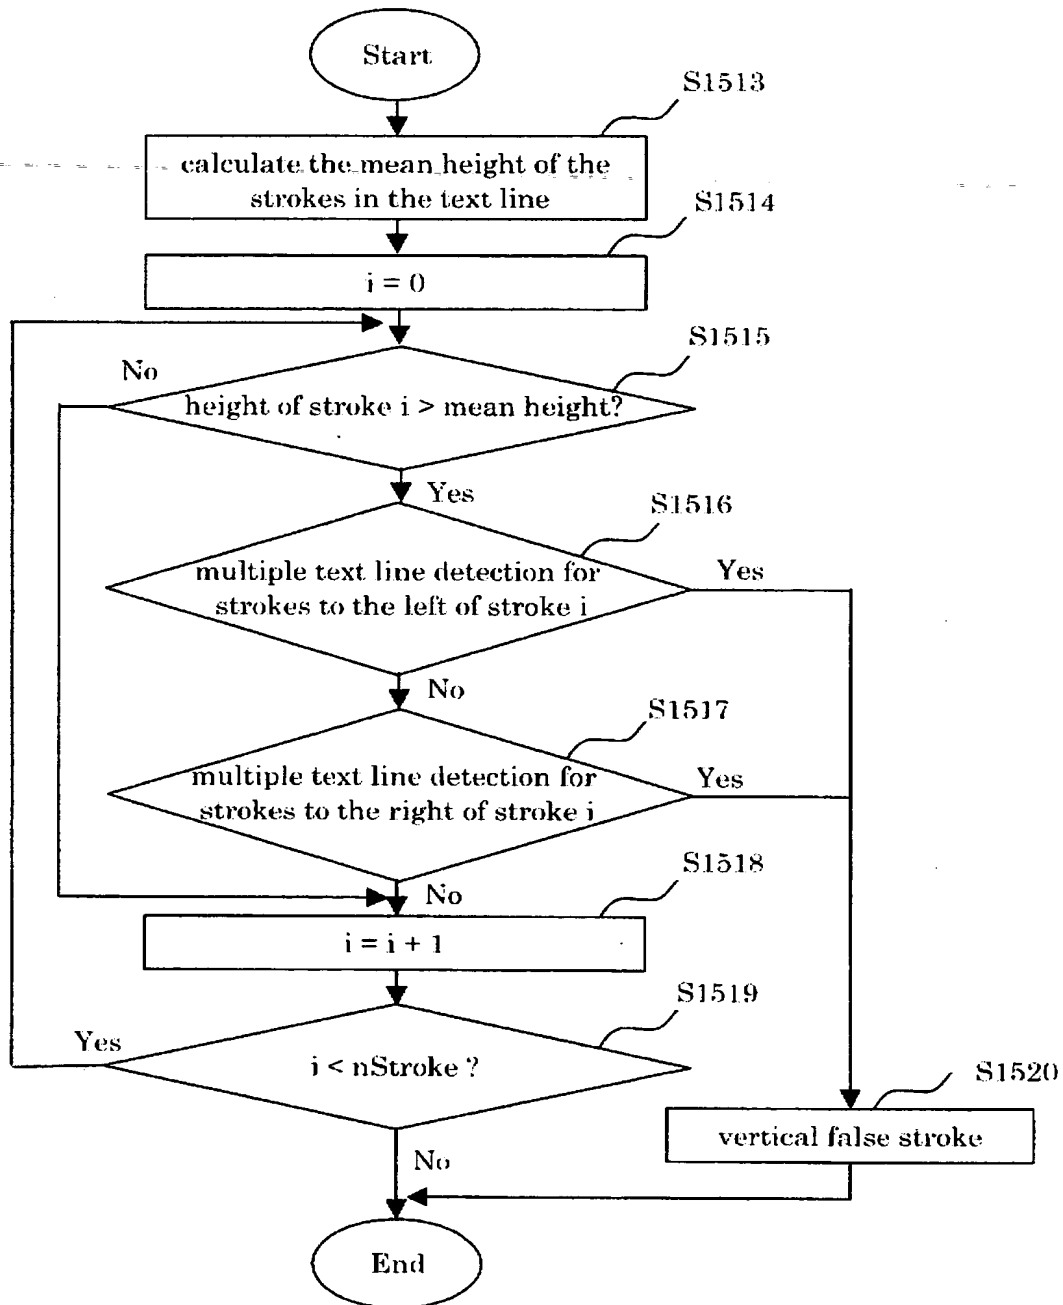 Start
S1513
calculate the mean height of the
strokes in the text line
S1514
i = 0
S1515
No
height of stroke i > mean height?
Yes
S1516
multiple text line detection for
strokes to the left of stroke i
Yes
No
S1517
multiple text line detection for
strokes to the right of stroke i
Yes
S1518
No
i = i + 1
S1519
Yes
i < nStroke ?
S1520
vertical false stroke
No
End